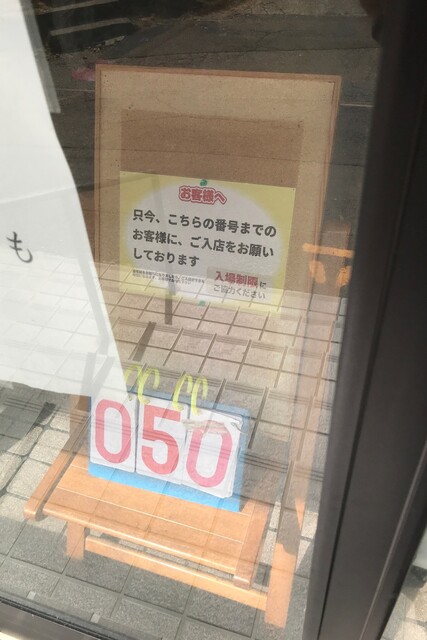 も
お客様へ
只今、こちらの番号までの
お客様に、ご入店をお願い
しております
入場制限に
ご協力ください
050